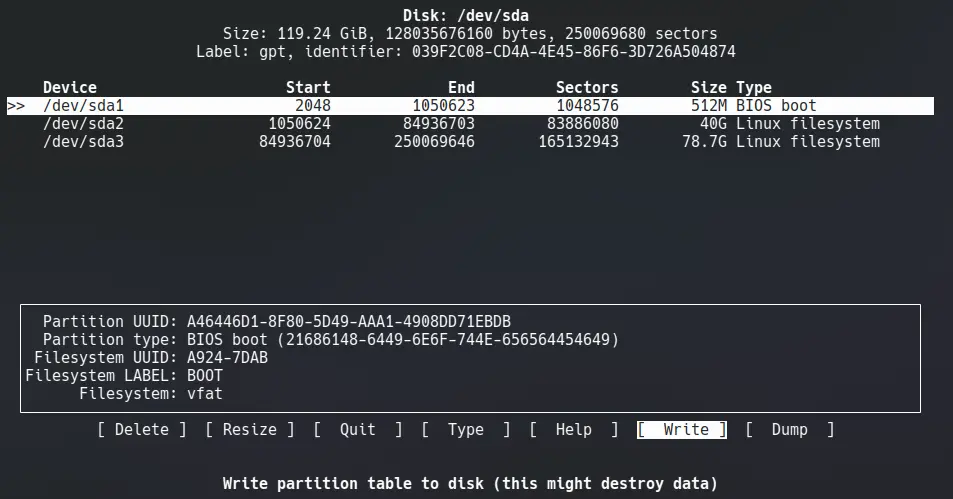 Disk: /dev/sda
Size: 119.24 GiB, 128035676160 bytes, 250069680 sectors
Label: gpt, identifier: 039F2C08-CD4A-4E45-86F6-3D726A504874
Device Start End Sectors Size Type
>> /dev/sda1 2048 1050623 1048576 512M BIOS boot
/dev/sda2 1050624 84936703 83886080 40G Linux filesystem
/dev/sda3 84936704 250069646 165132943 78.7G Linux filesystem
Partition UUID: A46446D1-8F80-5D49-AAA1-4908DD71EBDB
Partition type: BIOS boot (21686148-6449-6E6F-744E-656564454649)
Filesystem UUID: A924-7DAB
Filesystem LABEL: BOOT
Filesystem: vfat
[ Delete ] [ Resize ] [ Quit ] [ Type ] [ Help ] [ Write ] [ Dump ]
Write partition table to disk (this might destroy data)